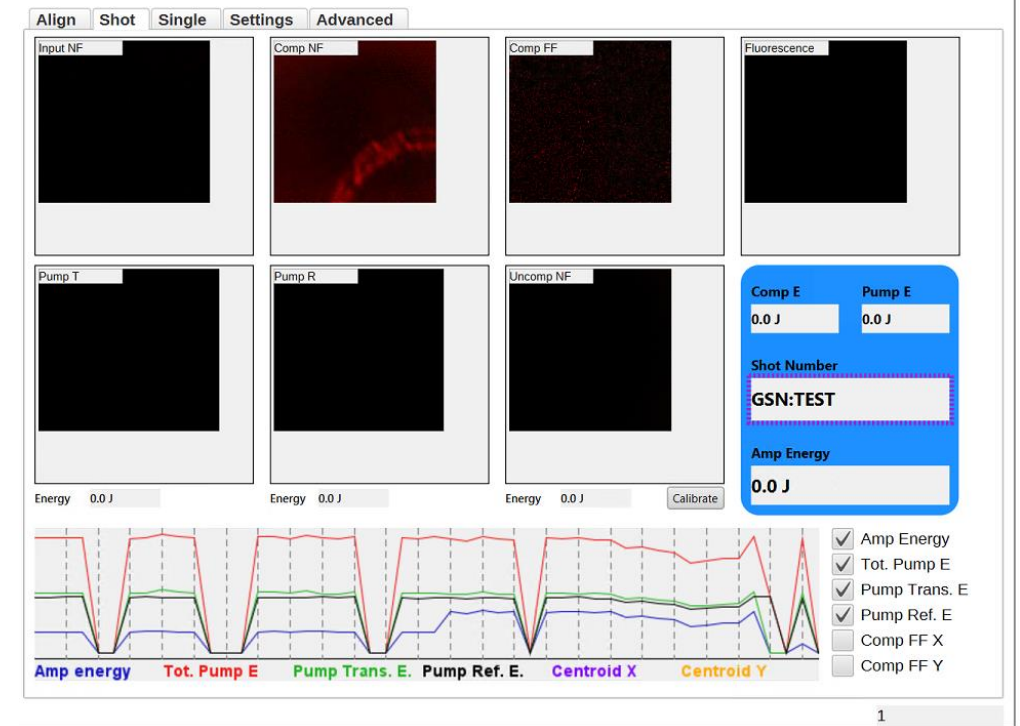 Align Shot Single Settings Advanced
Input NF
Comp NF
Comp FF
Fluorescence
Pump T
Pump R
Uncomp NF
Comp E Pump E
0.0 J 0.0 J
Shot Number
GSN:TEST
Amp Energy
0.0 J
Energy 0.0 J
Energy 0.0 J
Energy 0.0 J
Calibrate
Amp energy Tot. Pump E Pump Trans. E. Pump Ref. E. Centroid X Centroid Y
Amp Energy
Tot. Pump E
Pump Trans. E
Pump Ref. E
Comp FF X
Comp FF Y
1